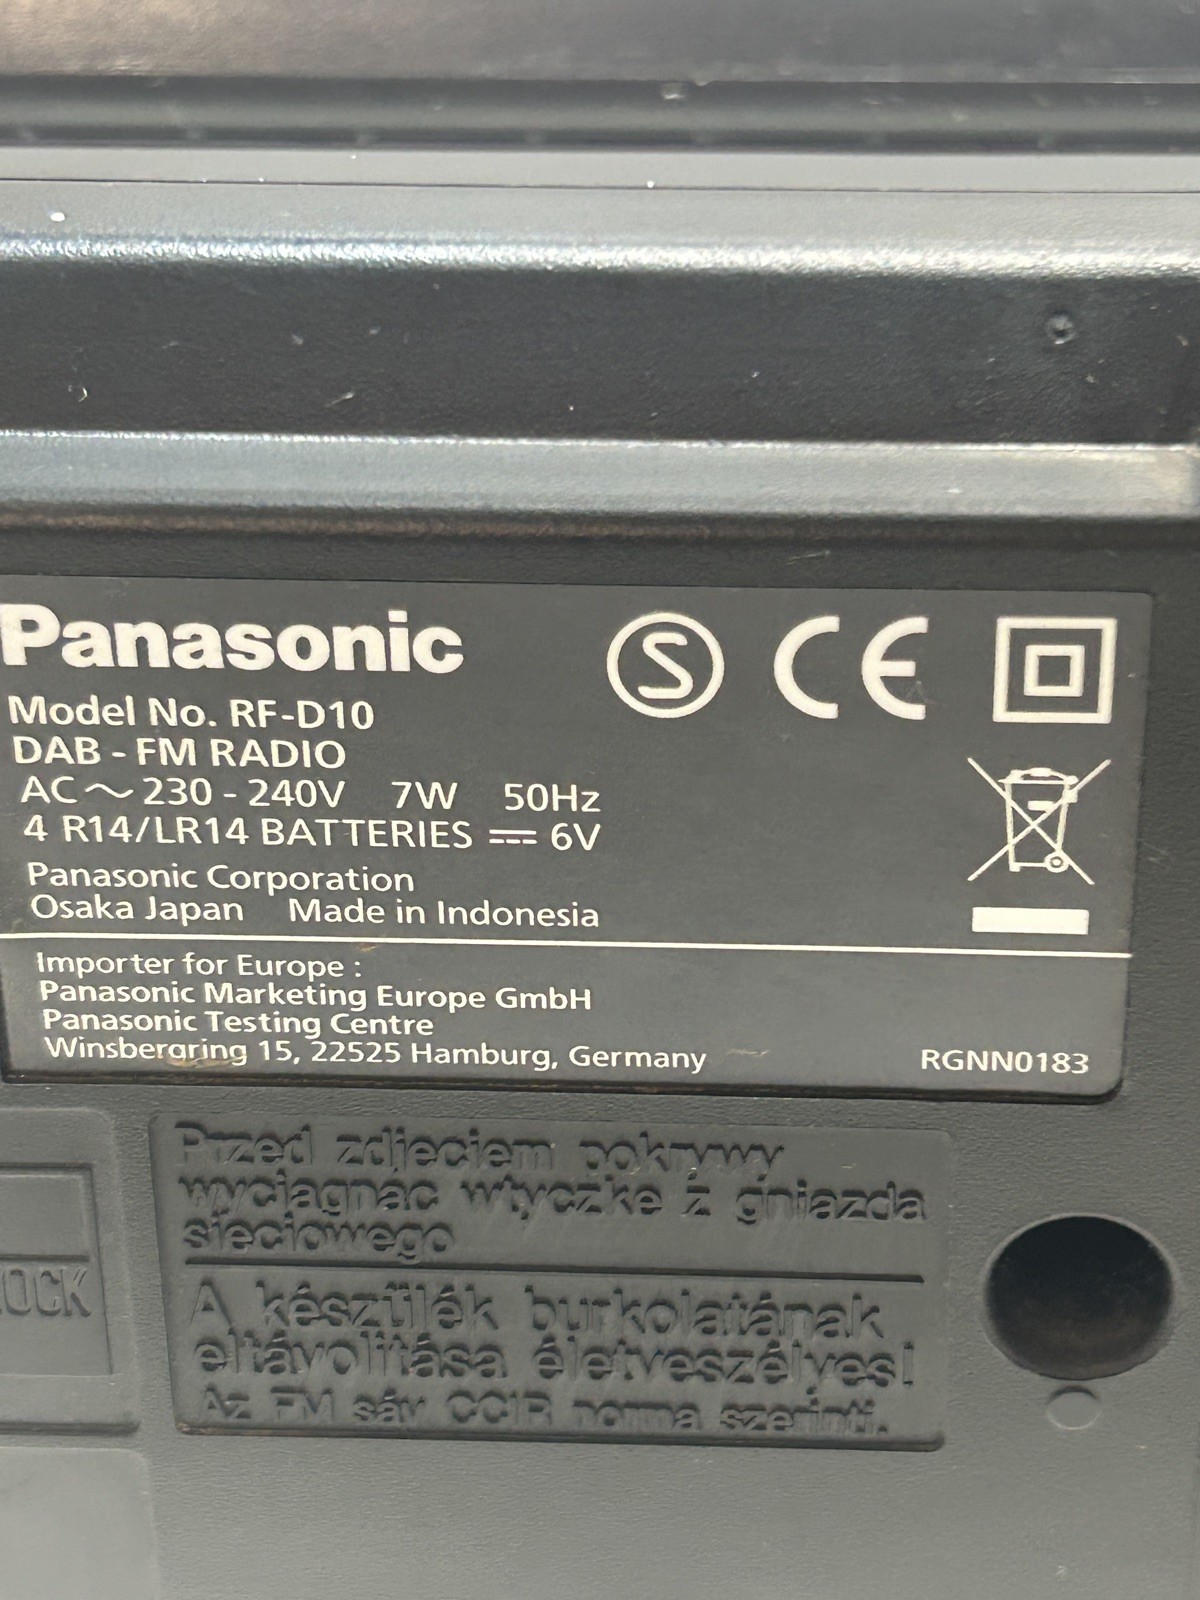 Panasonic
S CE
Model No. RF-D10
DAB - FM RADIO
AC ～ 230 - 240V 7W 50Hz
4 R14/LR14 BATTERIES ⎓ 6V
Panasonic Corporation
Osaka Japan Made in Indonesia
Importer for Europe :
Panasonic Marketing Europe GmbH
Panasonic Testing Centre
Winsbergring 15, 22525 Hamburg, Germany
RGNN0183
Przed zdjeciem pokrywy
wyciagnac wtyczke z gniazda
sieciowego
A készülék burkolatának
eltávolítása életveszélyes!
Az FM sáv CCIR norma szerinti.